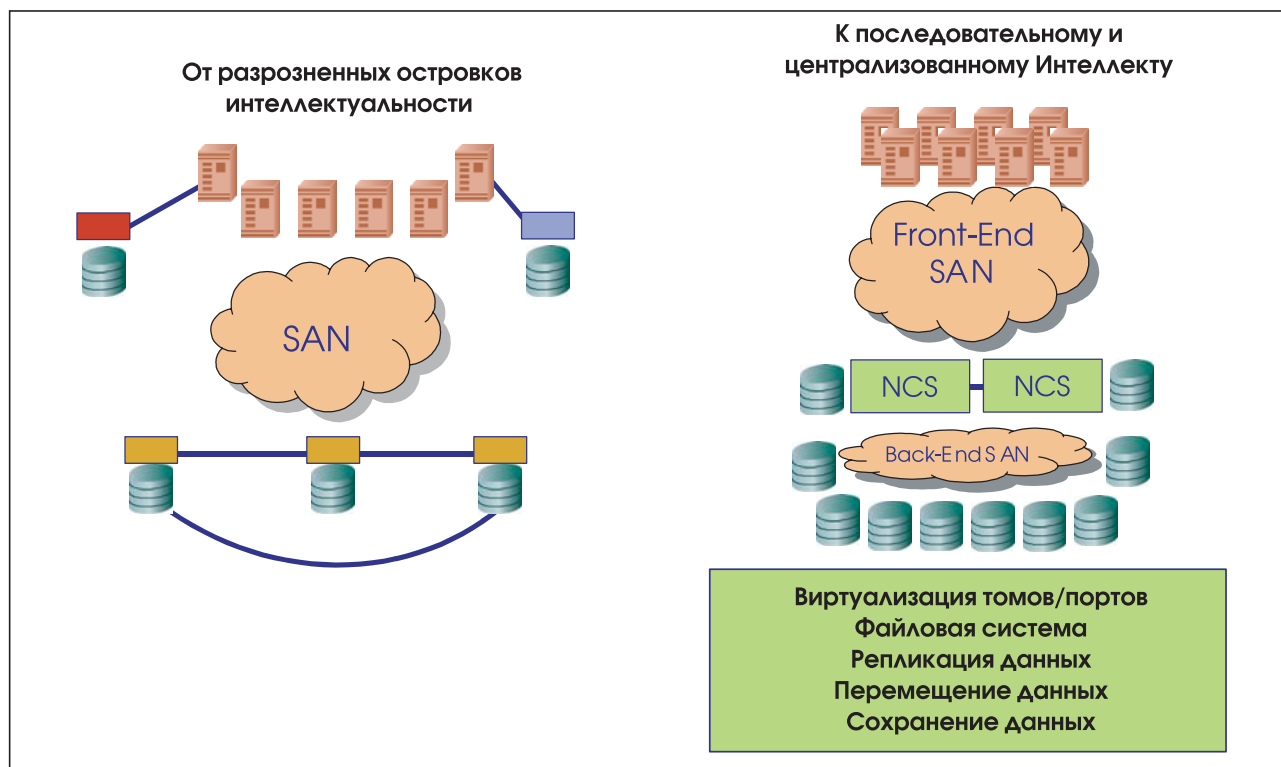 От разрозненных островков
интеллектуальности
SAN
К последовательному и
централизованному Интеллекту
Front-End
SAN
NCS
NCS
Back-End SAN
Виртуализация томов/портов
Файловая система
Репликация данных
Перемещение данных
Сохранение данных